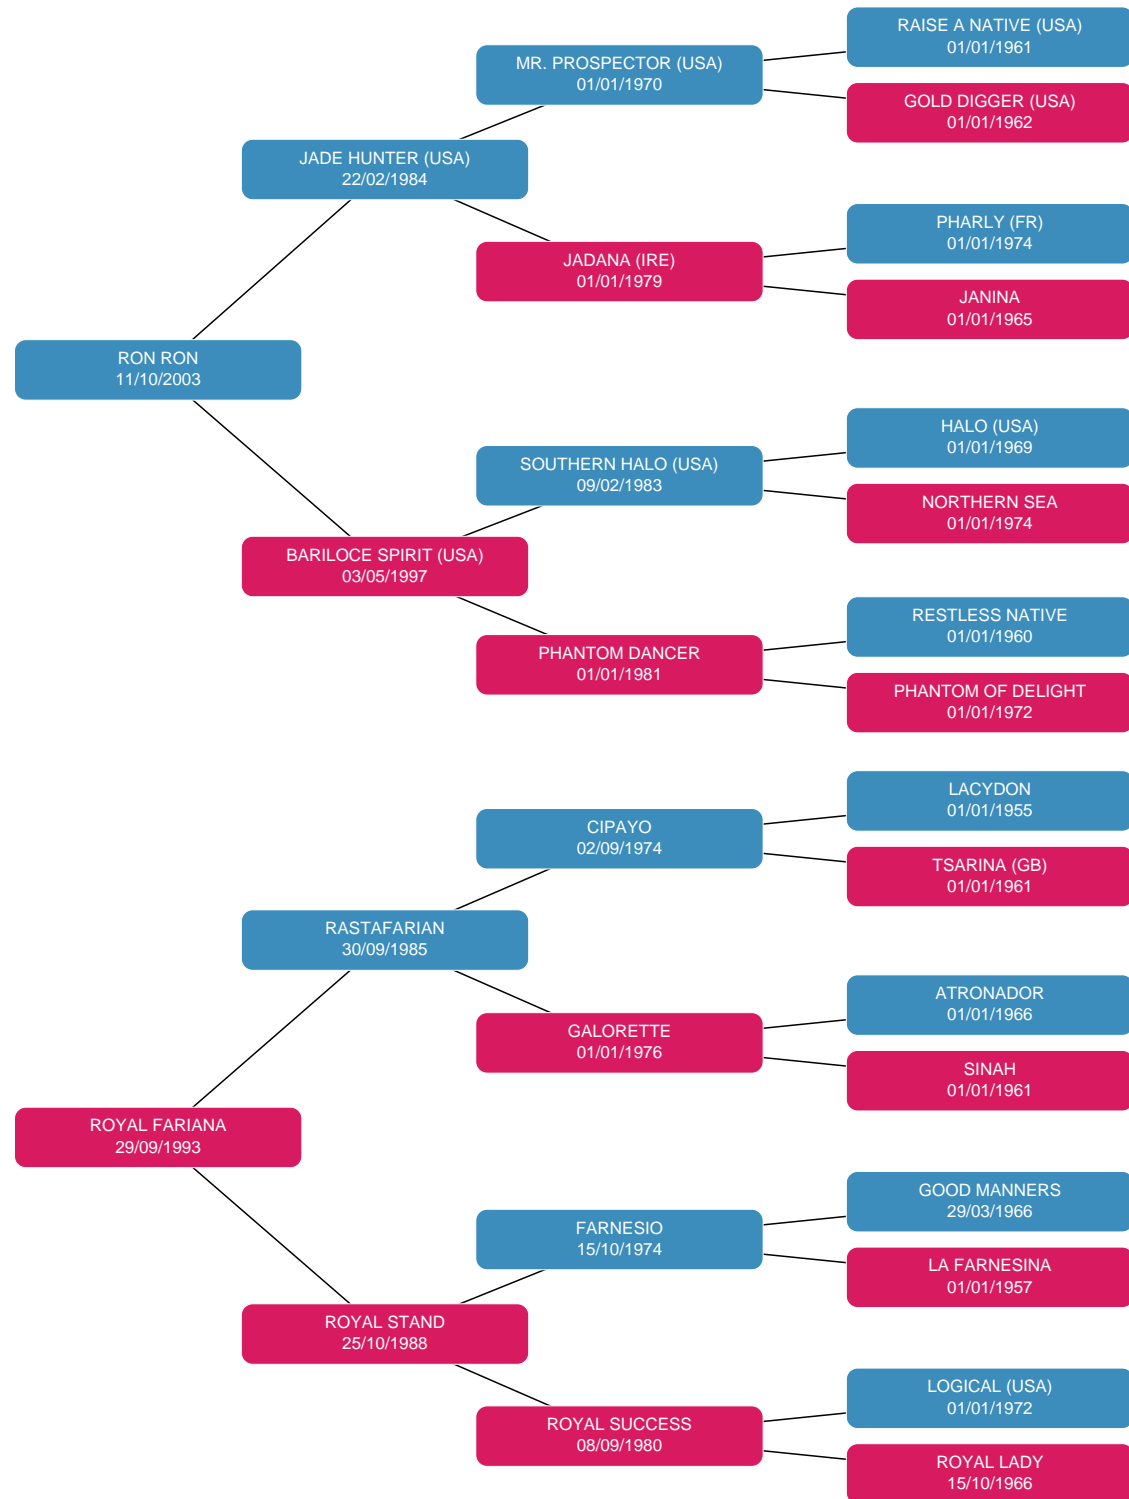 RAISE A NATIVE (USA)
01/01/1961
MR. PROSPECTOR (USA)
01/01/1970
GOLD DIGGER (USA)
01/01/1962
JADE HUNTER (USA)
22/02/1984
PHARLY (FR)
01/01/1974
JADANA (IRE)
01/01/1979
JANINA
01/01/1965
RON RON
11/10/2003
HALO (USA)
01/01/1969
SOUTHERN HALO (USA)
09/02/1983
NORTHERN SEA
01/01/1974
BARILOCE SPIRIT (USA)
03/05/1997
RESTLESS NATIVE
01/01/1960
PHANTOM DANCER
01/01/1981
PHANTOM OF DELIGHT
01/01/1972
LACYDON
01/01/1955
CIPAYO
02/09/1974
TSARINA (GB)
01/01/1961
RASTAFARIAN
30/09/1985
ATRONADOR
01/01/1966
GALORETTE
01/01/1976
SINAH
01/01/1961
ROYAL FARIANA
29/09/1993
GOOD MANNERS
29/03/1966
FARNESIO
15/10/1974
LA FARNESINA
01/01/1957
ROYAL STAND
25/10/1988
LOGICAL (USA)
01/01/1972
ROYAL SUCCESS
08/09/1980
ROYAL LADY
15/10/1966